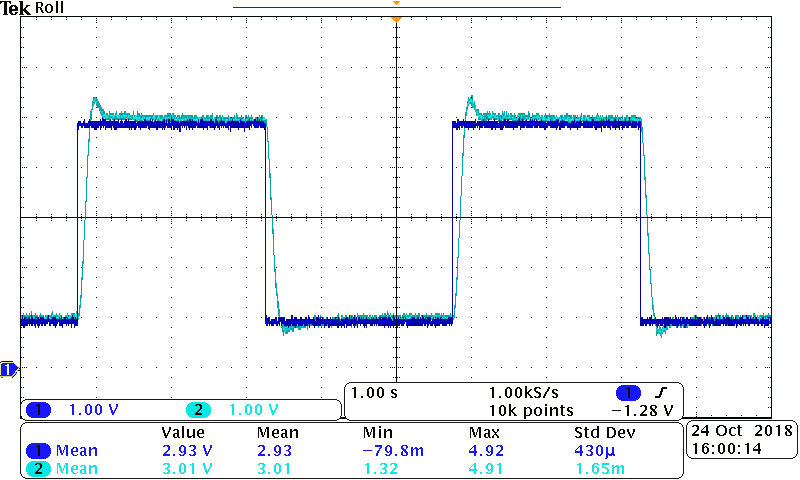 Tek Roll
1
1.00 s 1.00kS/s 1 
1 1.00 V 2 1.00 V 10k points −1.28 V
Value Mean Min Max Std Dev
1 Mean 2.93 V 2.93 −79.8m 4.92 430µ
2 Mean 3.01 V 3.01 1.32 4.91 1.65m
24 Oct 2018
16:00:14